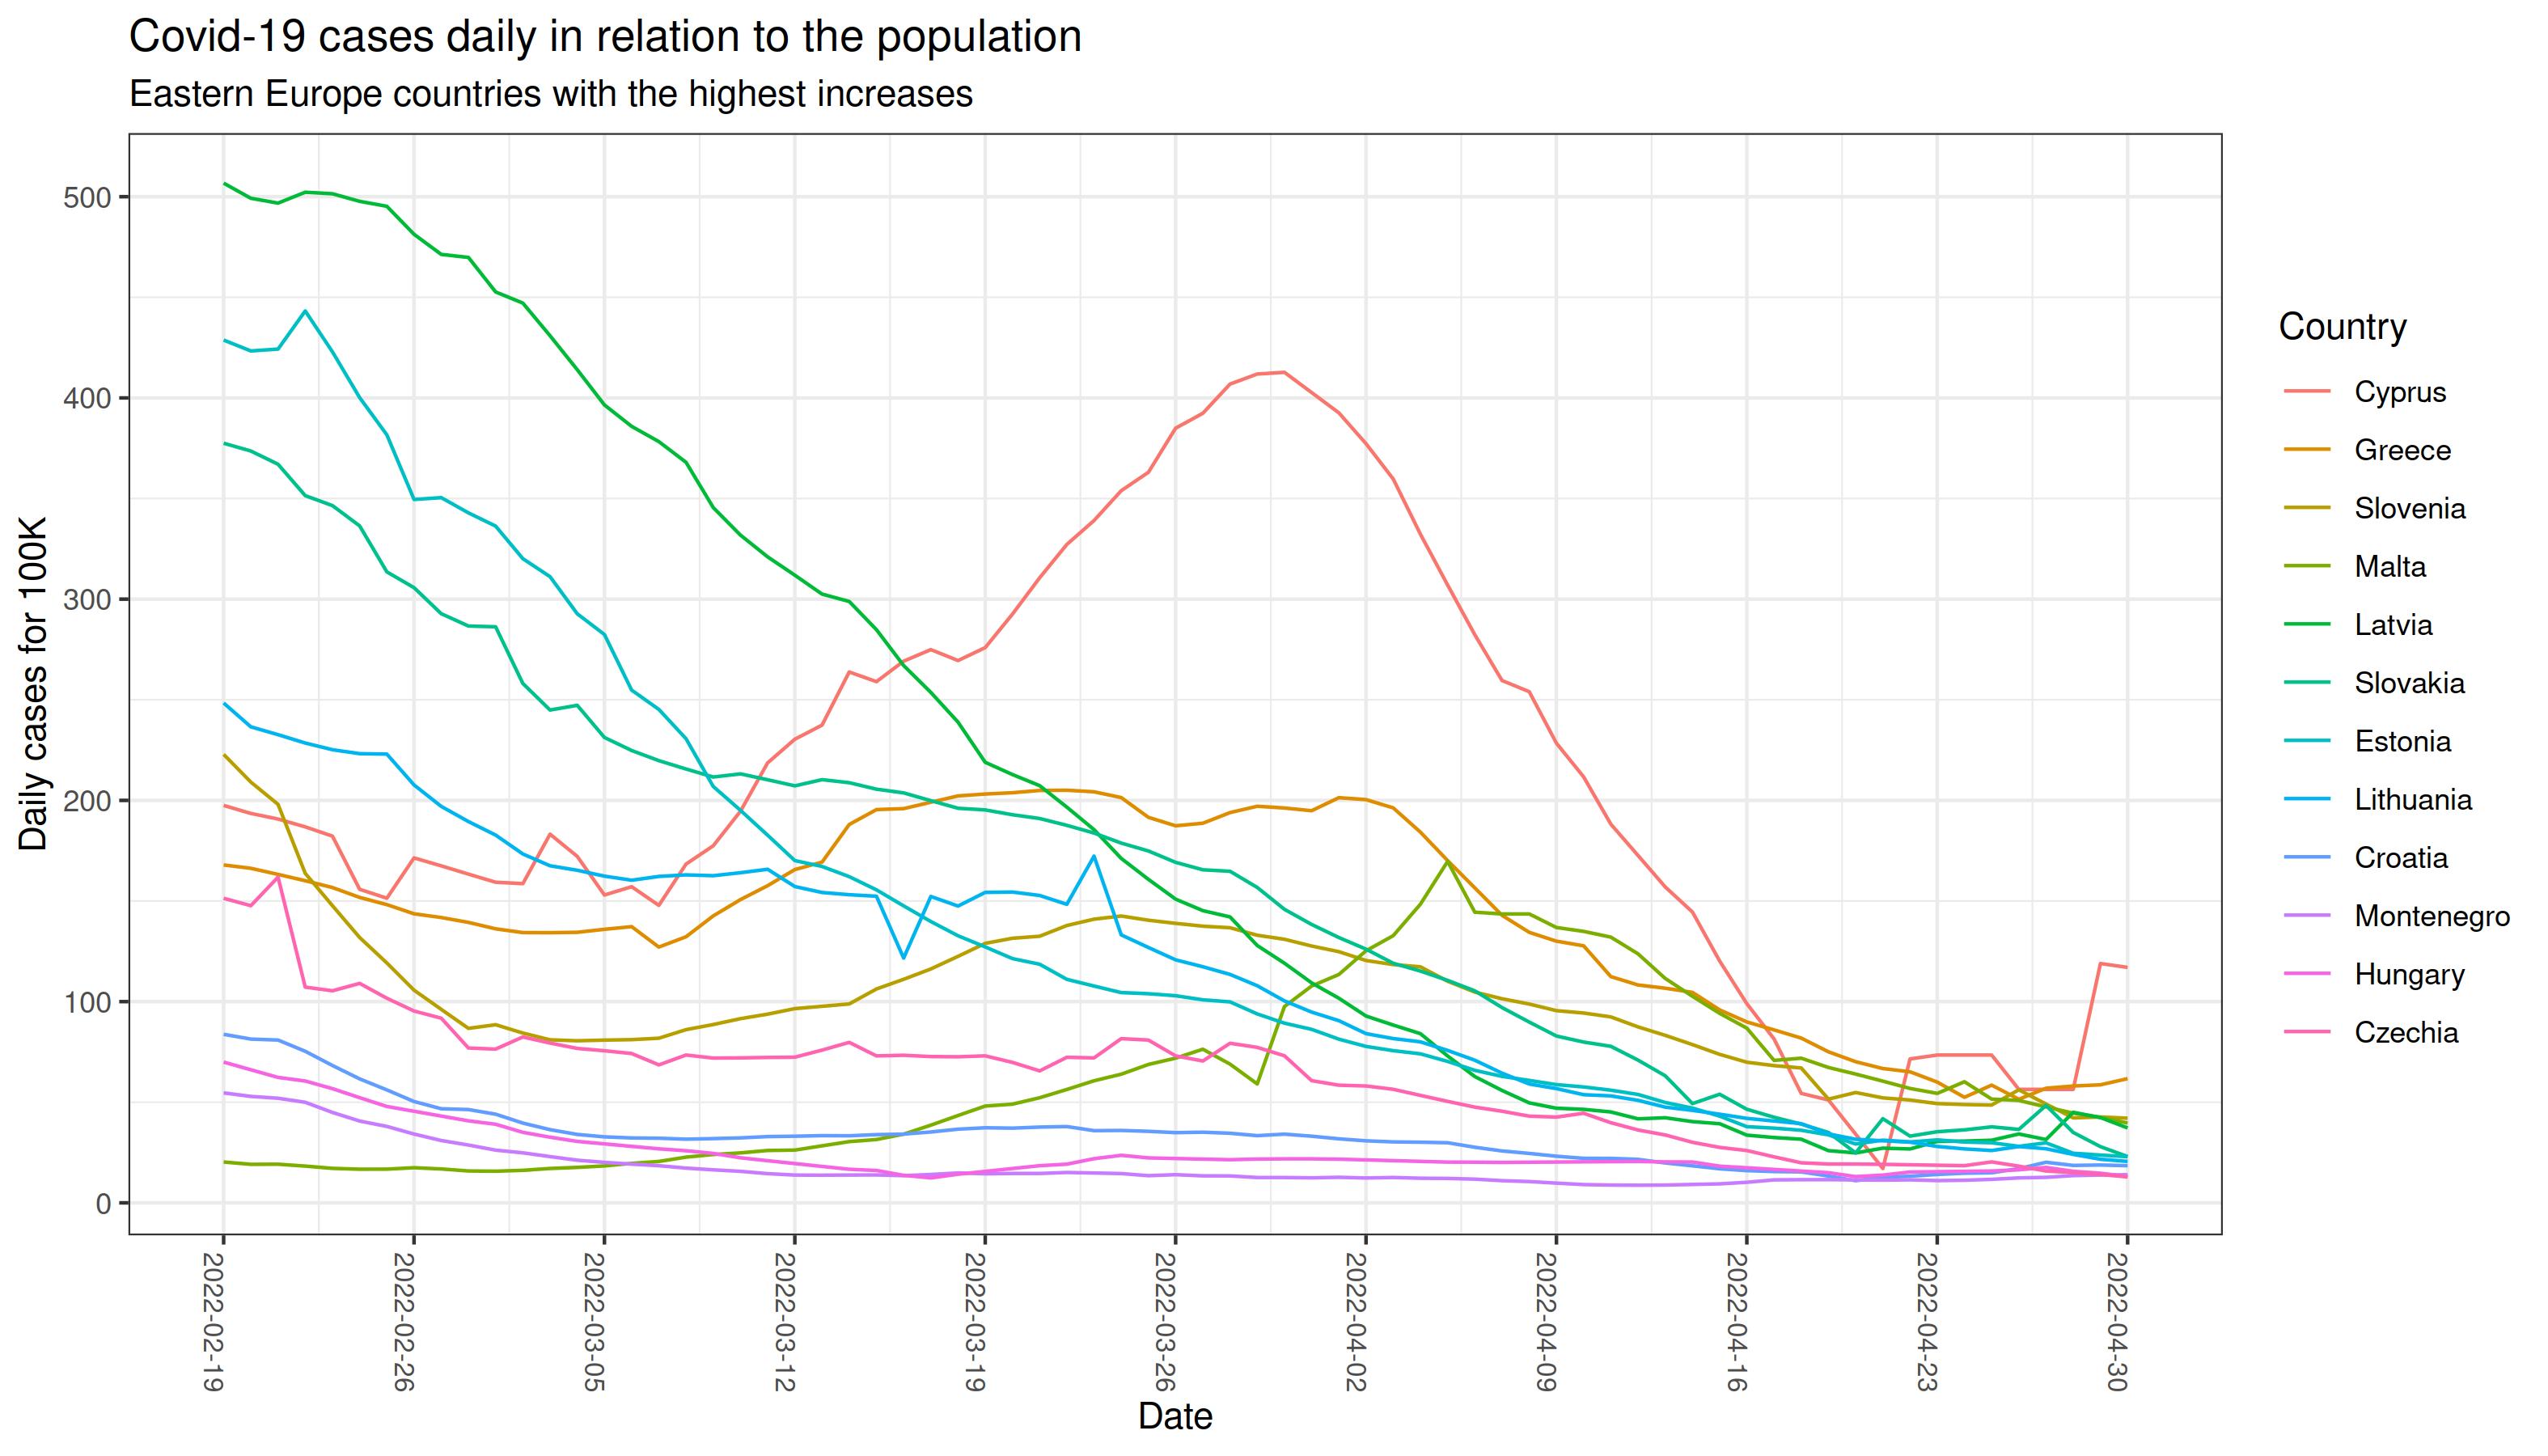 Covid-19 cases daily in relation to the population
Eastern Europe countries with the highest increases
Daily cases for 100K
500
400
300
200
100
0
2022-02-19
2022-02-26
2022-03-05
2022-03-12
2022-03-19
2022-03-26
2022-04-02
2022-04-09
2022-04-16
2022-04-23
2022-04-30
Date
Country
Cyprus
Greece
Slovenia
Malta
Latvia
Slovakia
Estonia
Lithuania
Croatia
Montenegro
Hungary
Czechia